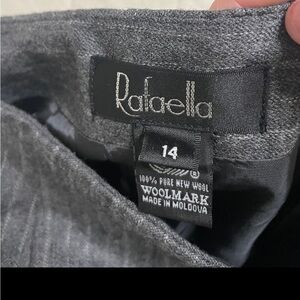 Rafaella
14
®
100% PURE NEW WOOL
WOOLMARK
MADE IN MOLDOVA